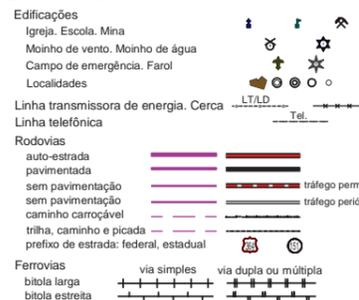 Edificações
Igreja. Escola. Mina
Moinho de vento. Moinho de água
Campo de emergência. Farol
Localidades
Linha transmissora de energia. Cerca LT/LD
Linha telefônica Tel.
Rodovias
auto-estrada
pavimentada
sem pavimentação tráfego perm
sem pavimentação tráfego perió
caminho carroçável
trilha, caminho e picada
prefixo de estrada: federal, estadual
Ferrovias via simples via dupla ou múltipla
bitola larga
bitola estreita